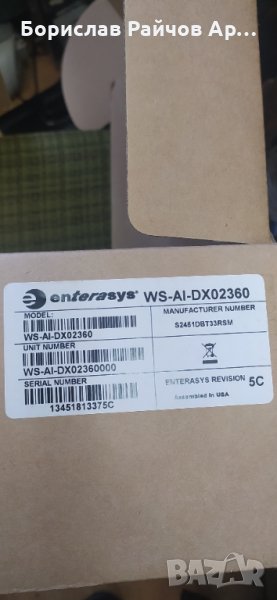 Борислав Райчов Ар...
enterasys® WS-AI-DX02360
MODEL:
WS-AI-DX02360
UNIT NUMBER
WS-AI-DX02360000
SERIAL NUMBER
13451813375C
MANUFACTURER NUMBER
S2451DBT33RSM
ENTERASYS REVISION 5C
Assembled in USA
BAZAR